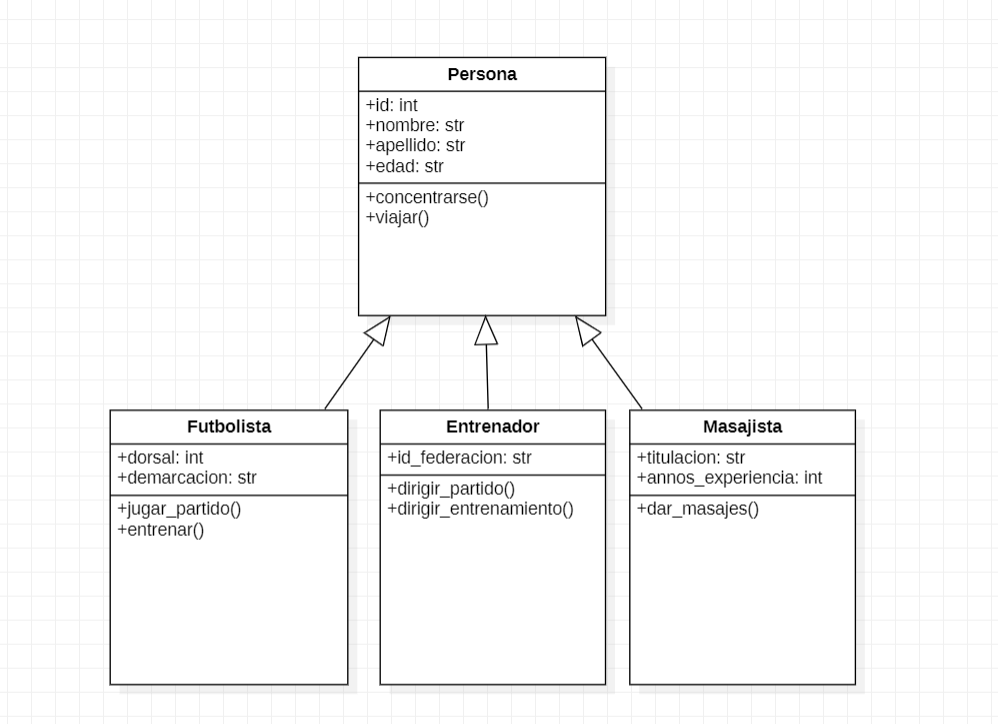 Persona
+id: int
+nombre: str
+apellido: str
+edad: str
+concentrarse()
+viajar()
Futbolista
+dorsal: int
+demarcacion: str
+jugar_partido()
+entrenar()
Entrenador
+id_federacion: str
+dirigir_partido()
+dirigir_entrenamiento()
Masajista
+titulacion: str
+annos_experiencia: int
+dar_masajes()